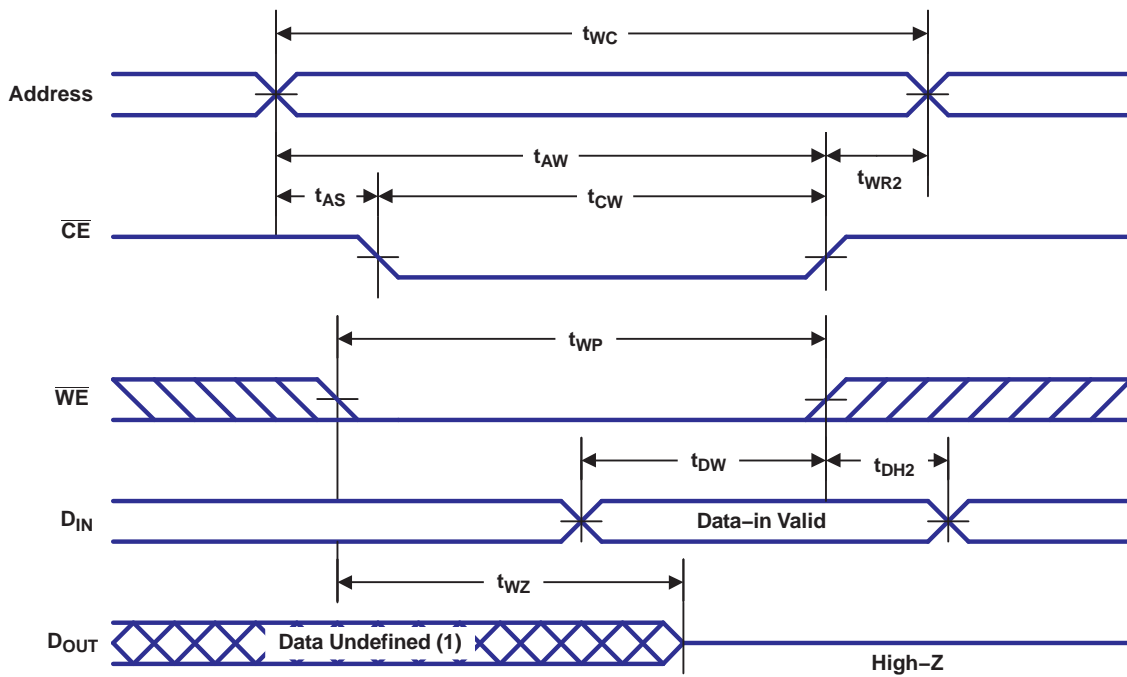 tWC
Address
tAW
tWR2
tAS
tCW
CE
tWP
WE
tDW
tDH2
DIN
Data–in Valid
tWZ
DOUT
Data Undefined (1)
High–Z